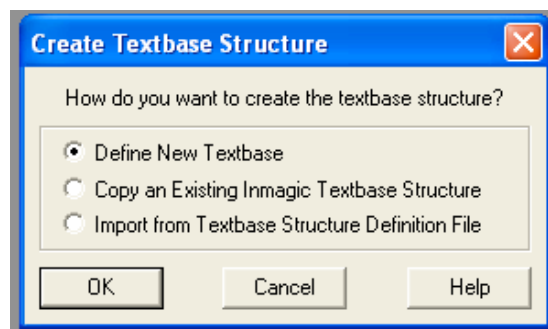 Create Textbase Structure
How do you want to create the textbase structure?
Define New Textbase
Copy an Existing Inmagic Textbase Structure
Import from Textbase Structure Definition File
OK Cancel Help